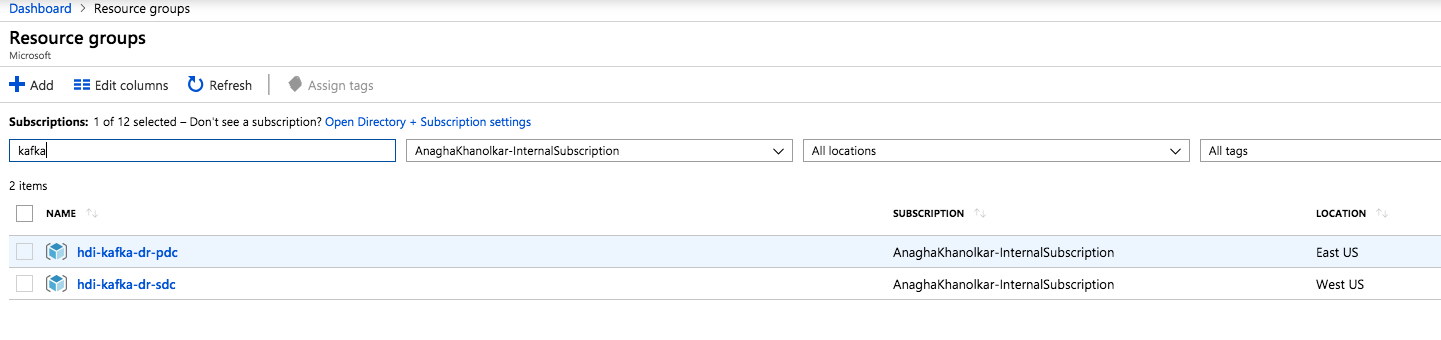 Dashboard > Resource groups
Resource groups
Microsoft
Add Edit columns Refresh Assign tags
Subscriptions: 1 of 12 selected – Don't see a subscription? Open Directory + Subscription settings
kafka AnaghaKhanolkar-InternalSubscription All locations All tags
2 items
NAME SUBSCRIPTION LOCATION
hdi-kafka-dr-pdc AnaghaKhanolkar-InternalSubscription East US
hdi-kafka-dr-sdc AnaghaKhanolkar-InternalSubscription West US